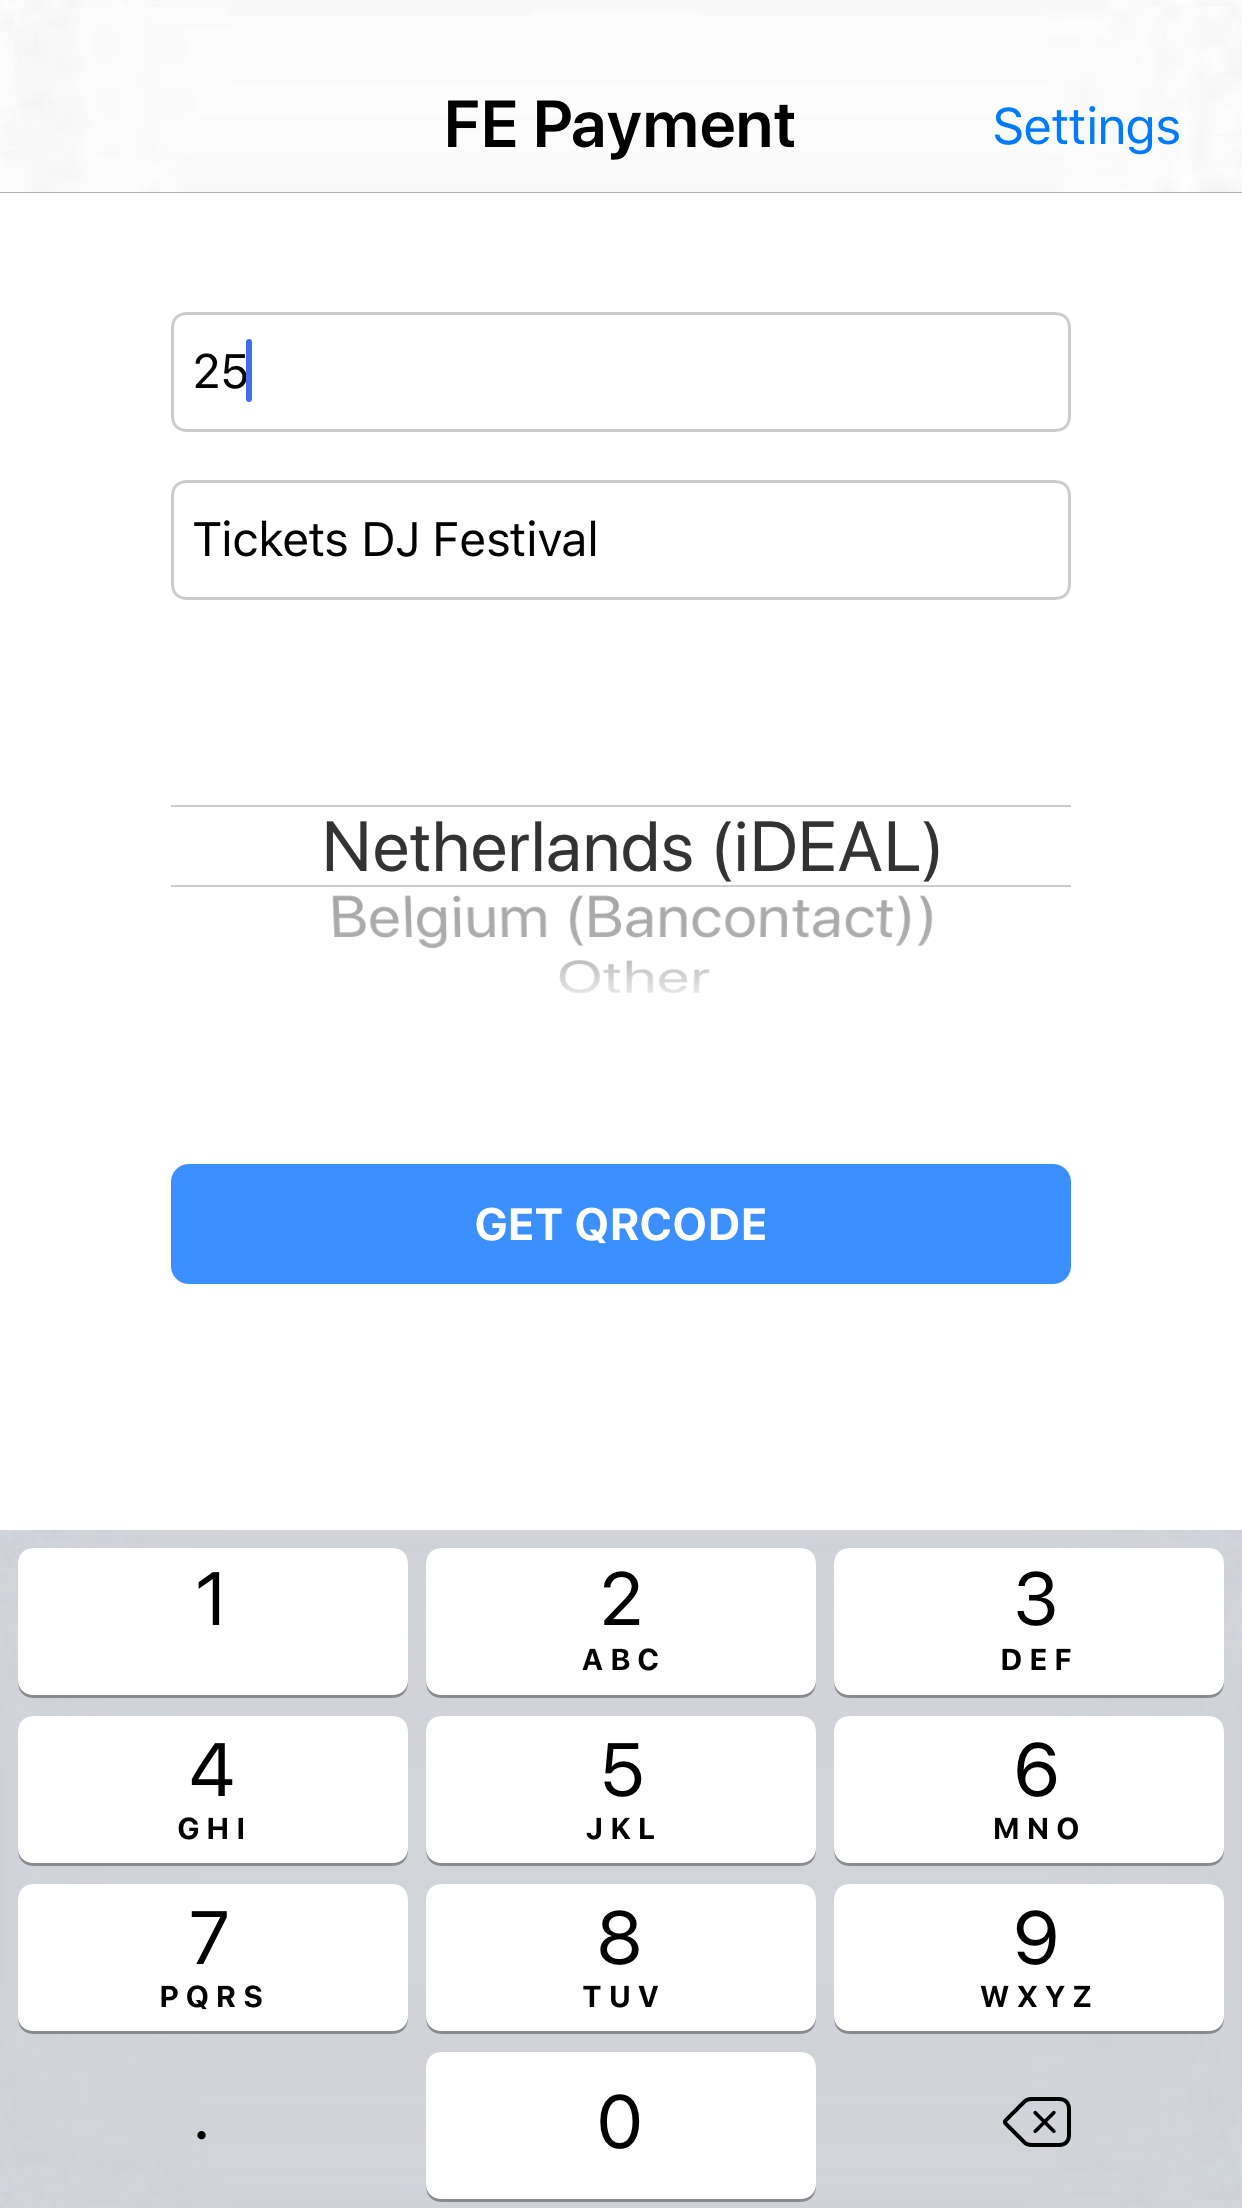 FE Payment
Settings
25
Tickets DJ Festival
Netherlands (iDEAL)
Belgium (Bancontact))
Other
GET QRCODE
1
2
ABC
3
DEF
4
GHI
5
JKL
6
MNO
7
PQRS
8
TUV
9
WXYZ
.
0